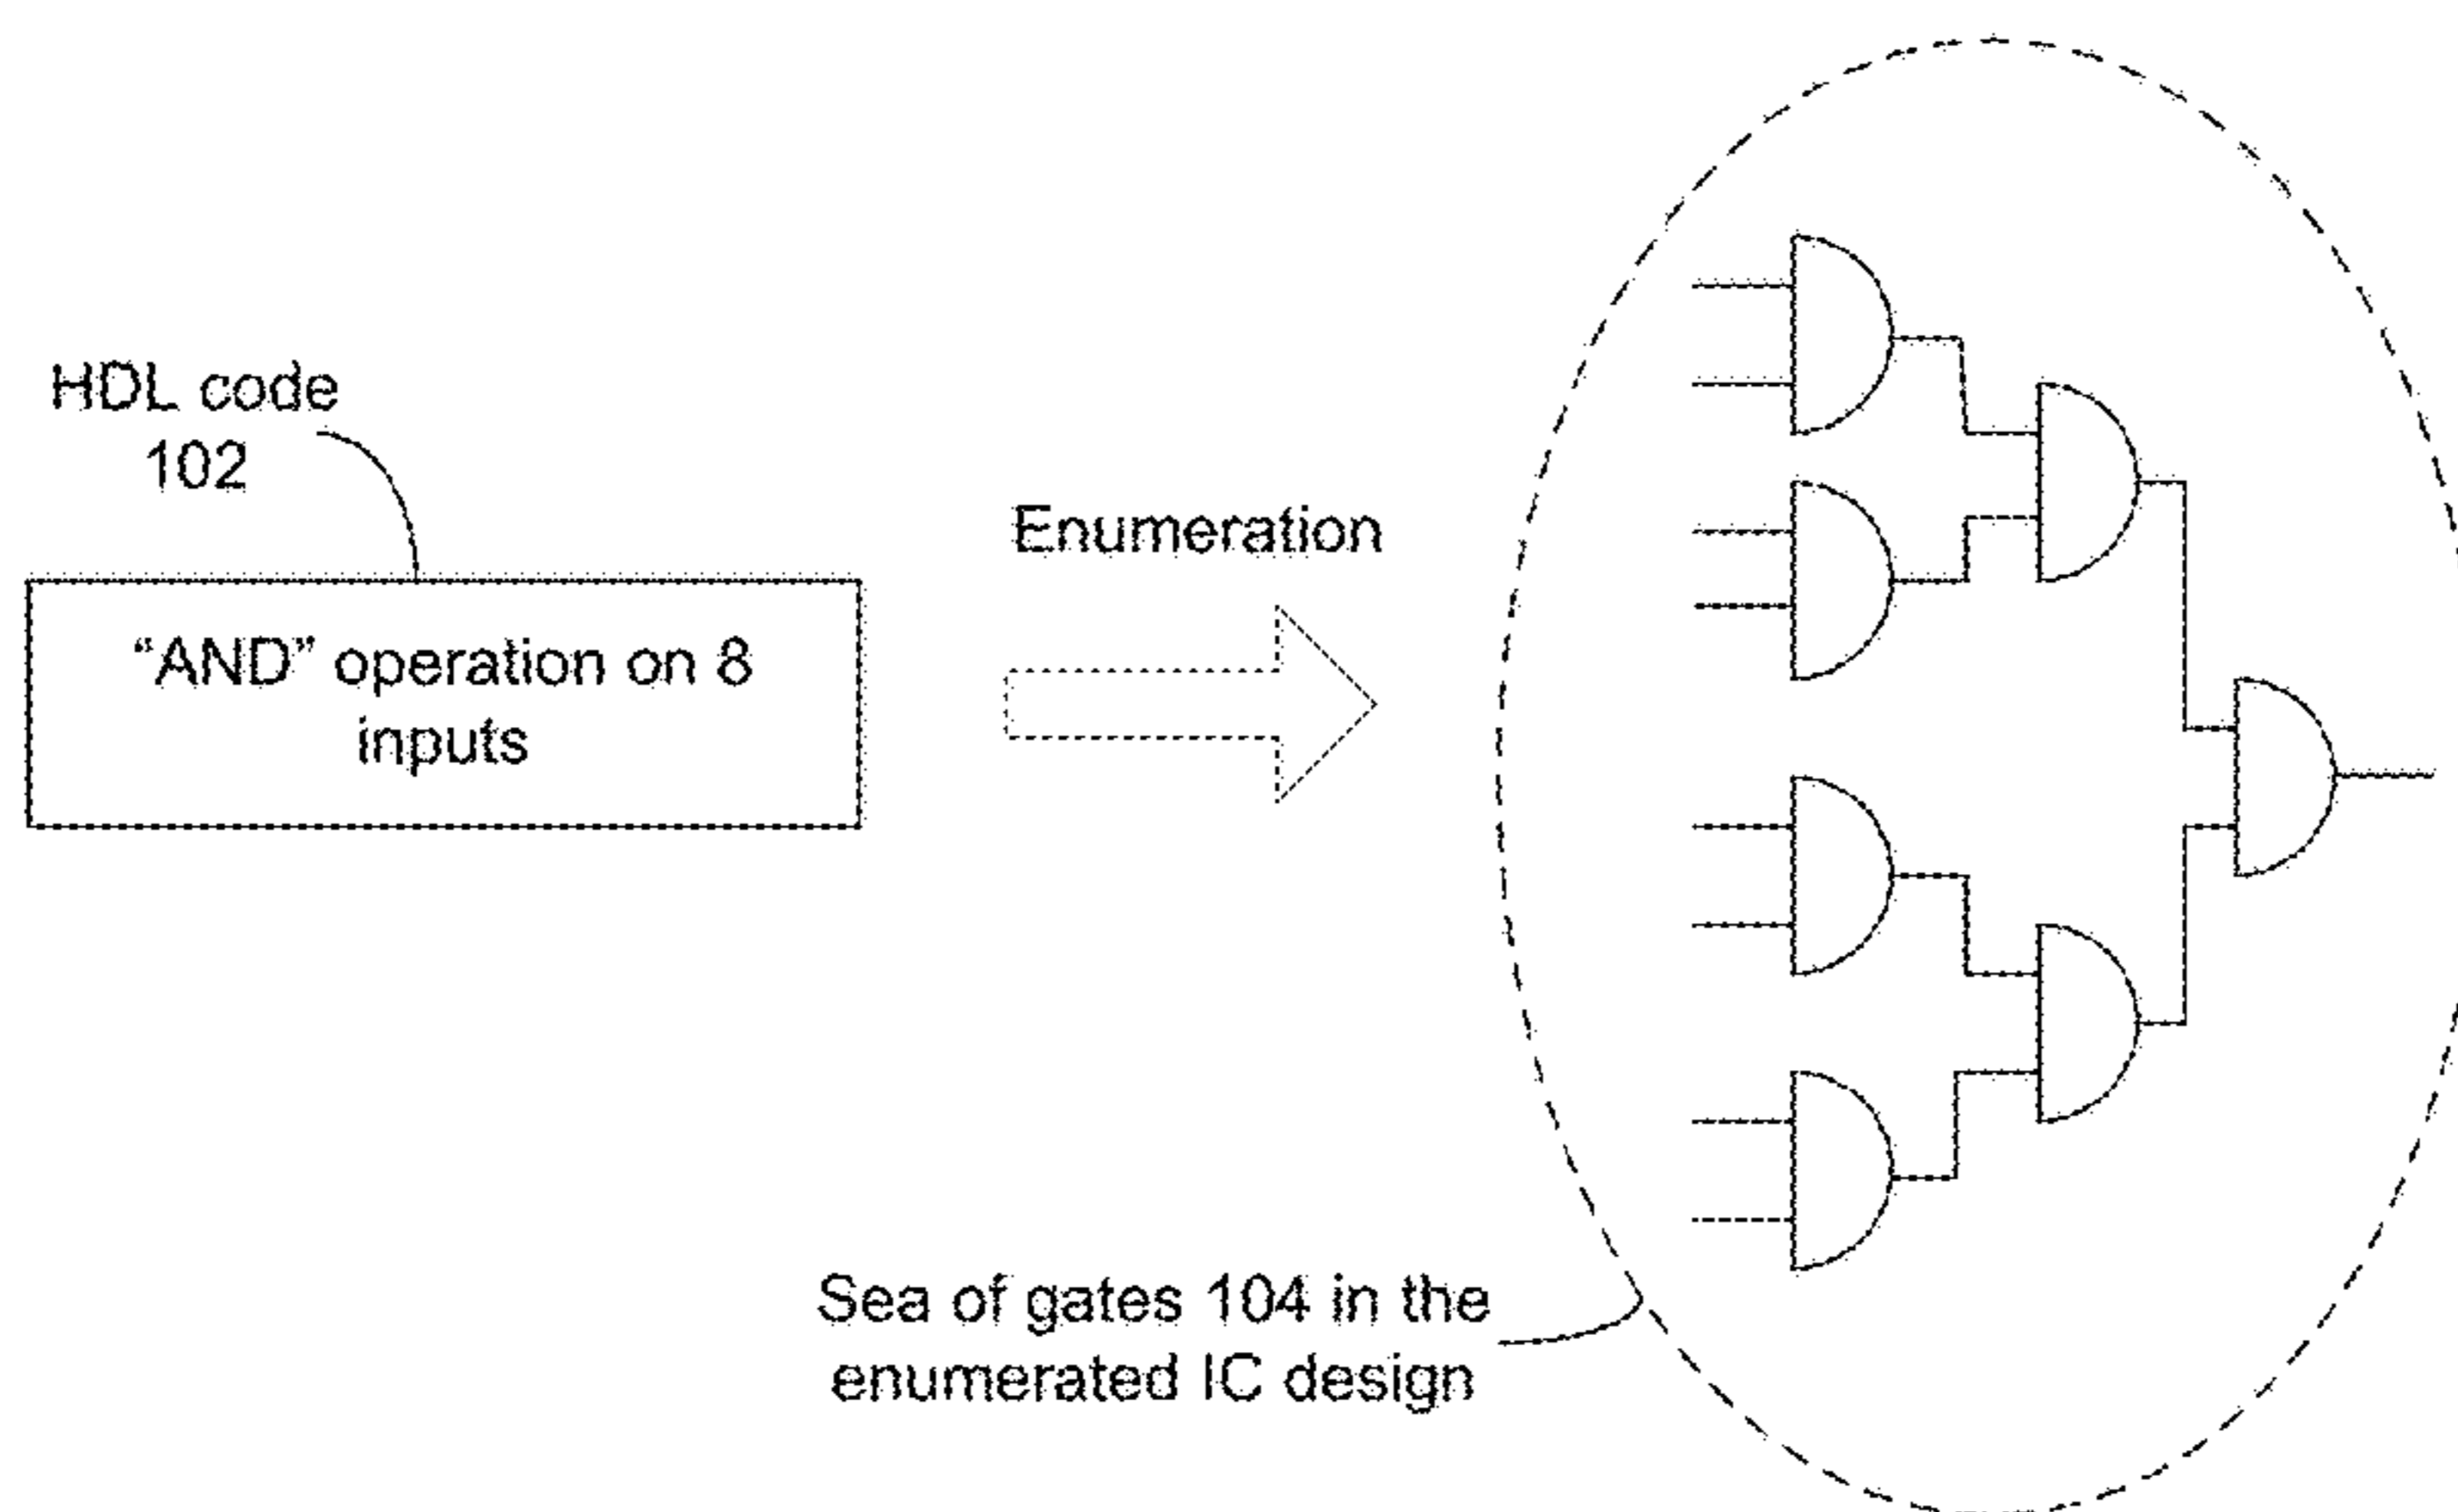 HDL code
102
Enumeration
“AND” operation on 8
inputs
Sea of gates 104 in the
enumerated IC design